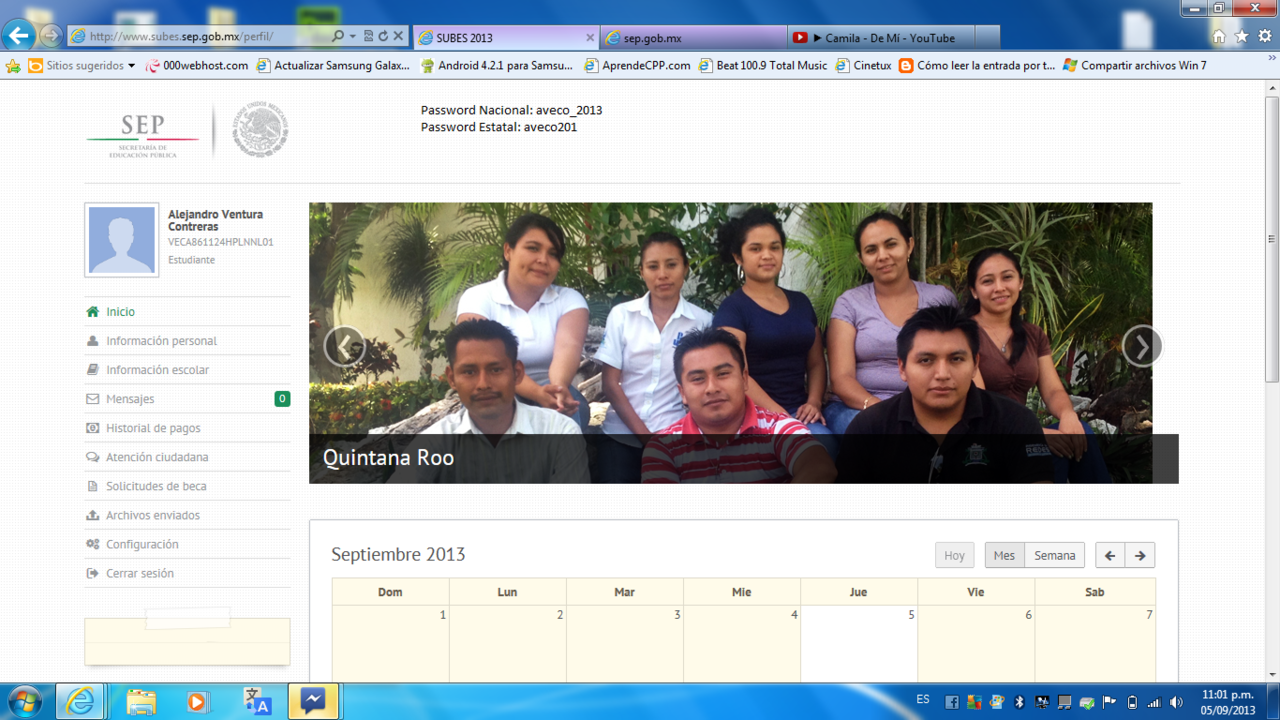 http://www.subes.sep.gob.mx/perfil/
SUBES 2013
sep.gob.mx
► Camila - De Mí - YouTube
Sitios sugeridos
000webhost.com
Actualizar Samsung Galax...
Android 4.2.1 para Samsu...
AprendeCPP.com
Beat 100.9 Total Music
Cinetux
Cómo leer la entrada por t...
Compartir archivos Win 7
SEP
SECRETARÍA DE
EDUCACIÓN PÚBLICA
ESTADOS UNIDOS MEXICANOS
Password Nacional: aveco_2013
Password Estatal: aveco201
Alejandro Ventura
Contreras
VECA861124HPLNNL01
Estudiante
Inicio
Información personal
Información escolar
Mensajes 0
Historial de pagos
Atención ciudadana
Solicitudes de beca
Archivos enviados
Configuración
Cerrar sesión
Quintana Roo
Septiembre 2013
Hoy Mes Semana
Dom Lun Mar Mie Jue Vie Sab
1 2 3 4 5 6 7
ES
11:01 p.m.
05/09/2013